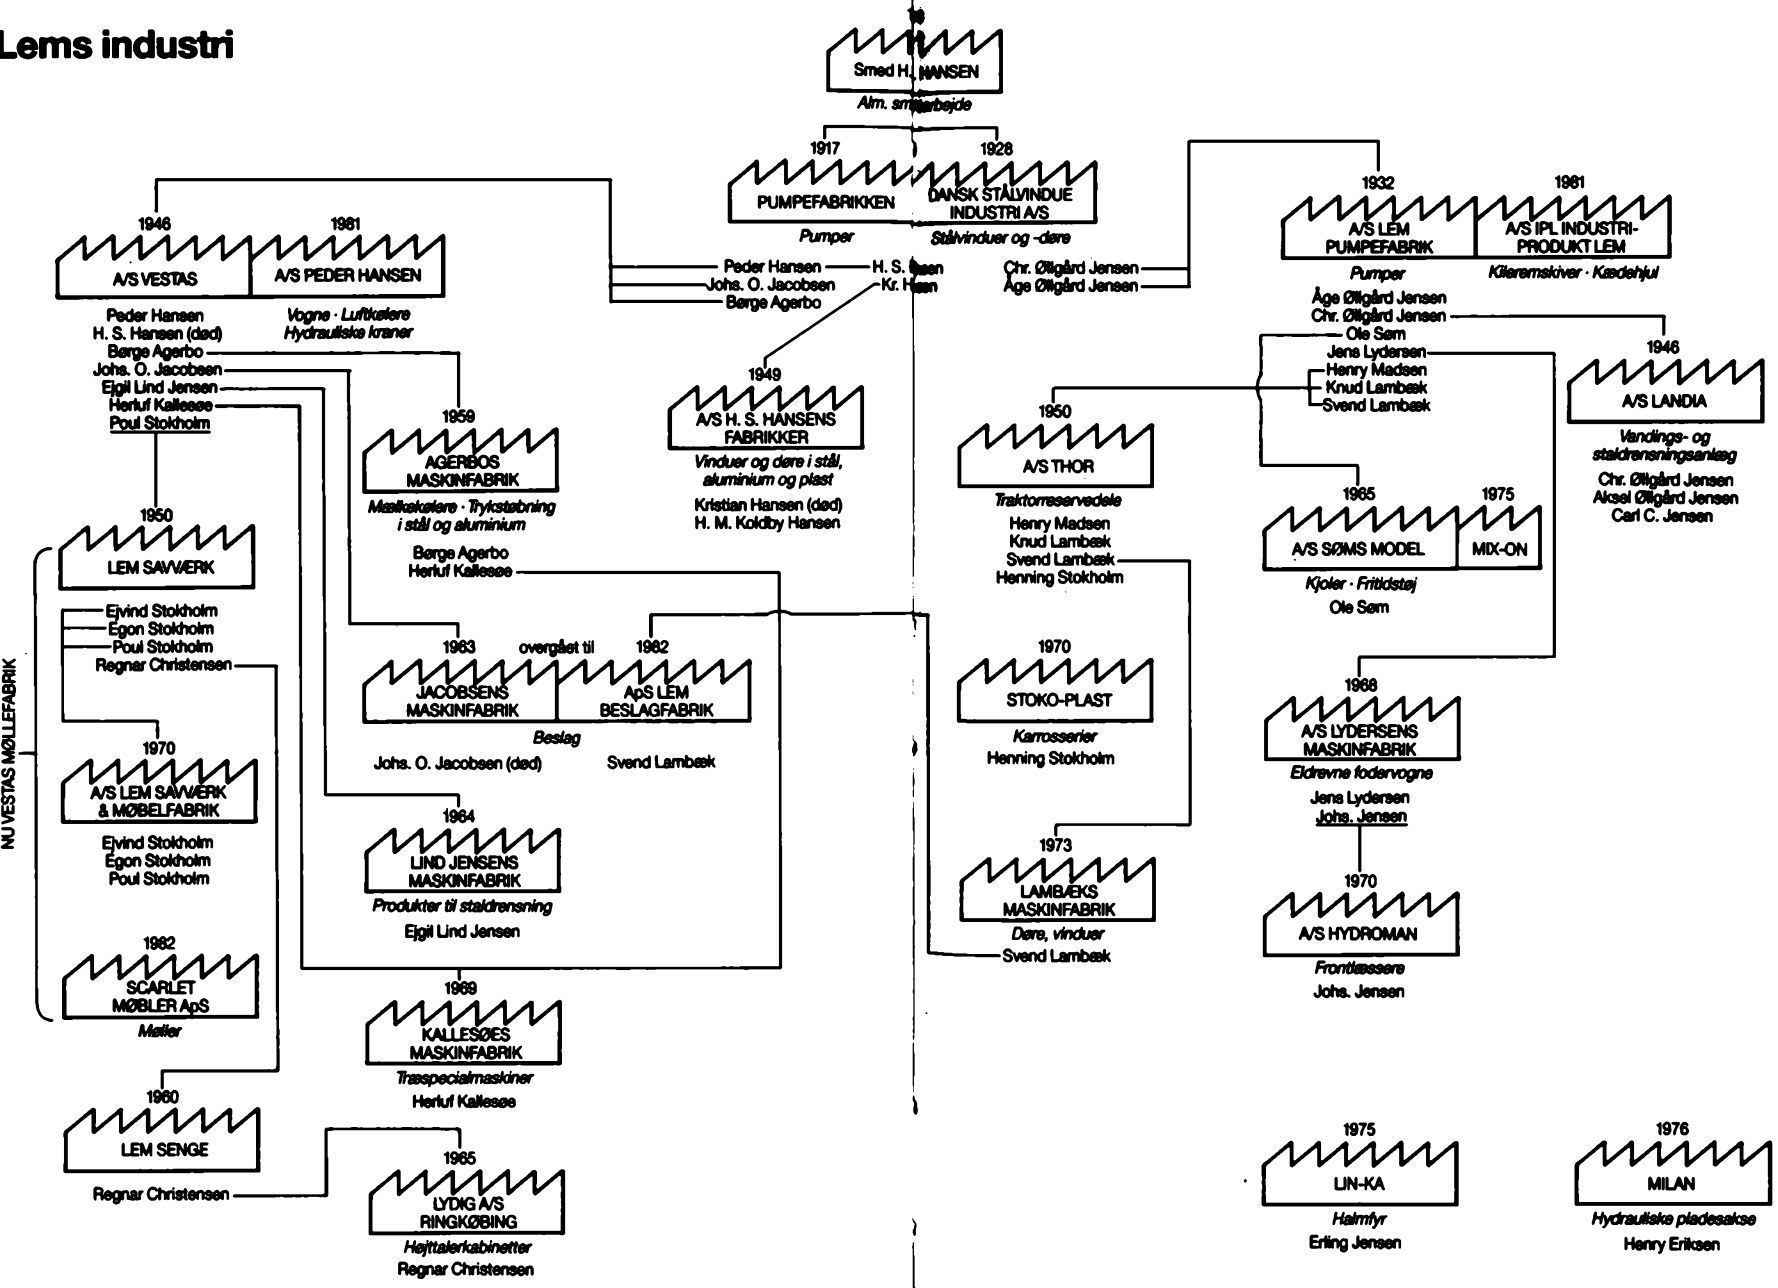 Lems industri
Smed H. HANSEN
Alm. smedearbejde
1917
PUMPEFABRIKKEN
Pumper
1928
DANSK STÅLVINDUE
INDUSTRI A/S
Stålvinduer og -døre
Peder Hansen
Johs. O. Jacobsen
Børge Agerbo
H. S.
Kr.
Chr. Øllgård Jensen
Åge Øllgård Jensen
1946
A/S VESTAS
Peder Hansen
H. S. Hansen (død)
Børge Agerbo
Johs. O. Jacobsen
Ejgil Lind Jensen
Herluf Kallesøe
Poul Stokholm
1981
A/S PEDER HANSEN
Vogne · Luftkølere
Hydrauliske kraner
1950
LEM SAVVÆRK
Ejvind Stokholm
Egon Stokholm
Poul Stokholm
Regnar Christensen
NU VESTAS MØLLEFABRIK
1970
A/S LEM SAVVÆRK
& MØBELFABRIK
Ejvind Stokholm
Egon Stokholm
Poul Stokholm
1982
SCARLET
MØBLER ApS
Møller
1960
LEM SENGE
Regnar Christensen
1959
AGERBOS
MASKINFABRIK
Mælkekølere · Trykstøbning
i stål og aluminium
Børge Agerbo
Herluf Kallesøe
1963
JACOBSENS
MASKINFABRIK
overgået til
1982
ApS LEM
BESLAGFABRIK
Beslag
Johs. O. Jacobsen (død)
Svend Lambæk
1964
LIND JENSENS
MASKINFABRIK
Produkter til staldrensning
Ejgil Lind Jensen
1969
KALLESØES
MASKINFABRIK
Træspecialmaskiner
Herluf Kallesøe
1965
LYDIG A/S
RINGKØBING
Højttalerkabinetter
Regnar Christensen
1949
A/S H. S. HANSENS
FABRIKKER
Vinduer og døre i stål,
aluminium og plast
Kristian Hansen (død)
H. M. Koldby Hansen
1932
A/S LEM
PUMPEFABRIK
Pumper
Åge Øllgård Jensen
Chr. Øllgård Jensen
Ole Søm
Jens Lydersen
Henry Madsen
Knud Lambæk
Svend Lambæk
1981
A/S IPL INDUSTRI-
PRODUKT LEM
Kileremskiver · Kædehjul
1946
A/S LANDIA
Vandings- og
staldrensningsanlæg
Chr. Øllgård Jensen
Aksel Øllgård Jensen
Carl C. Jensen
1950
A/S THOR
Traktorreservedele
Henry Madsen
Knud Lambæk
Svend Lambæk
Henning Stokholm
1965
A/S SØMS MODEL
Kjoler · Fritidstøj
Ole Søm
1975
MIX-ON
1970
STOKO-PLAST
Karrosserier
Henning Stokholm
1968
A/S LYDERSENS
MASKINFABRIK
Eldrevne fodervogne
Jens Lydersen
Johs. Jensen
1973
LAMBÆKS
MASKINFABRIK
Døre, vinduer
Svend Lambæk
1970
A/S HYDROMAN
Frontlæssere
Johs. Jensen
1975
LIN-KA
Halmfyr
Erling Jensen
1976
MILAN
Hydrauliske pladesakse
Henry Eriksen